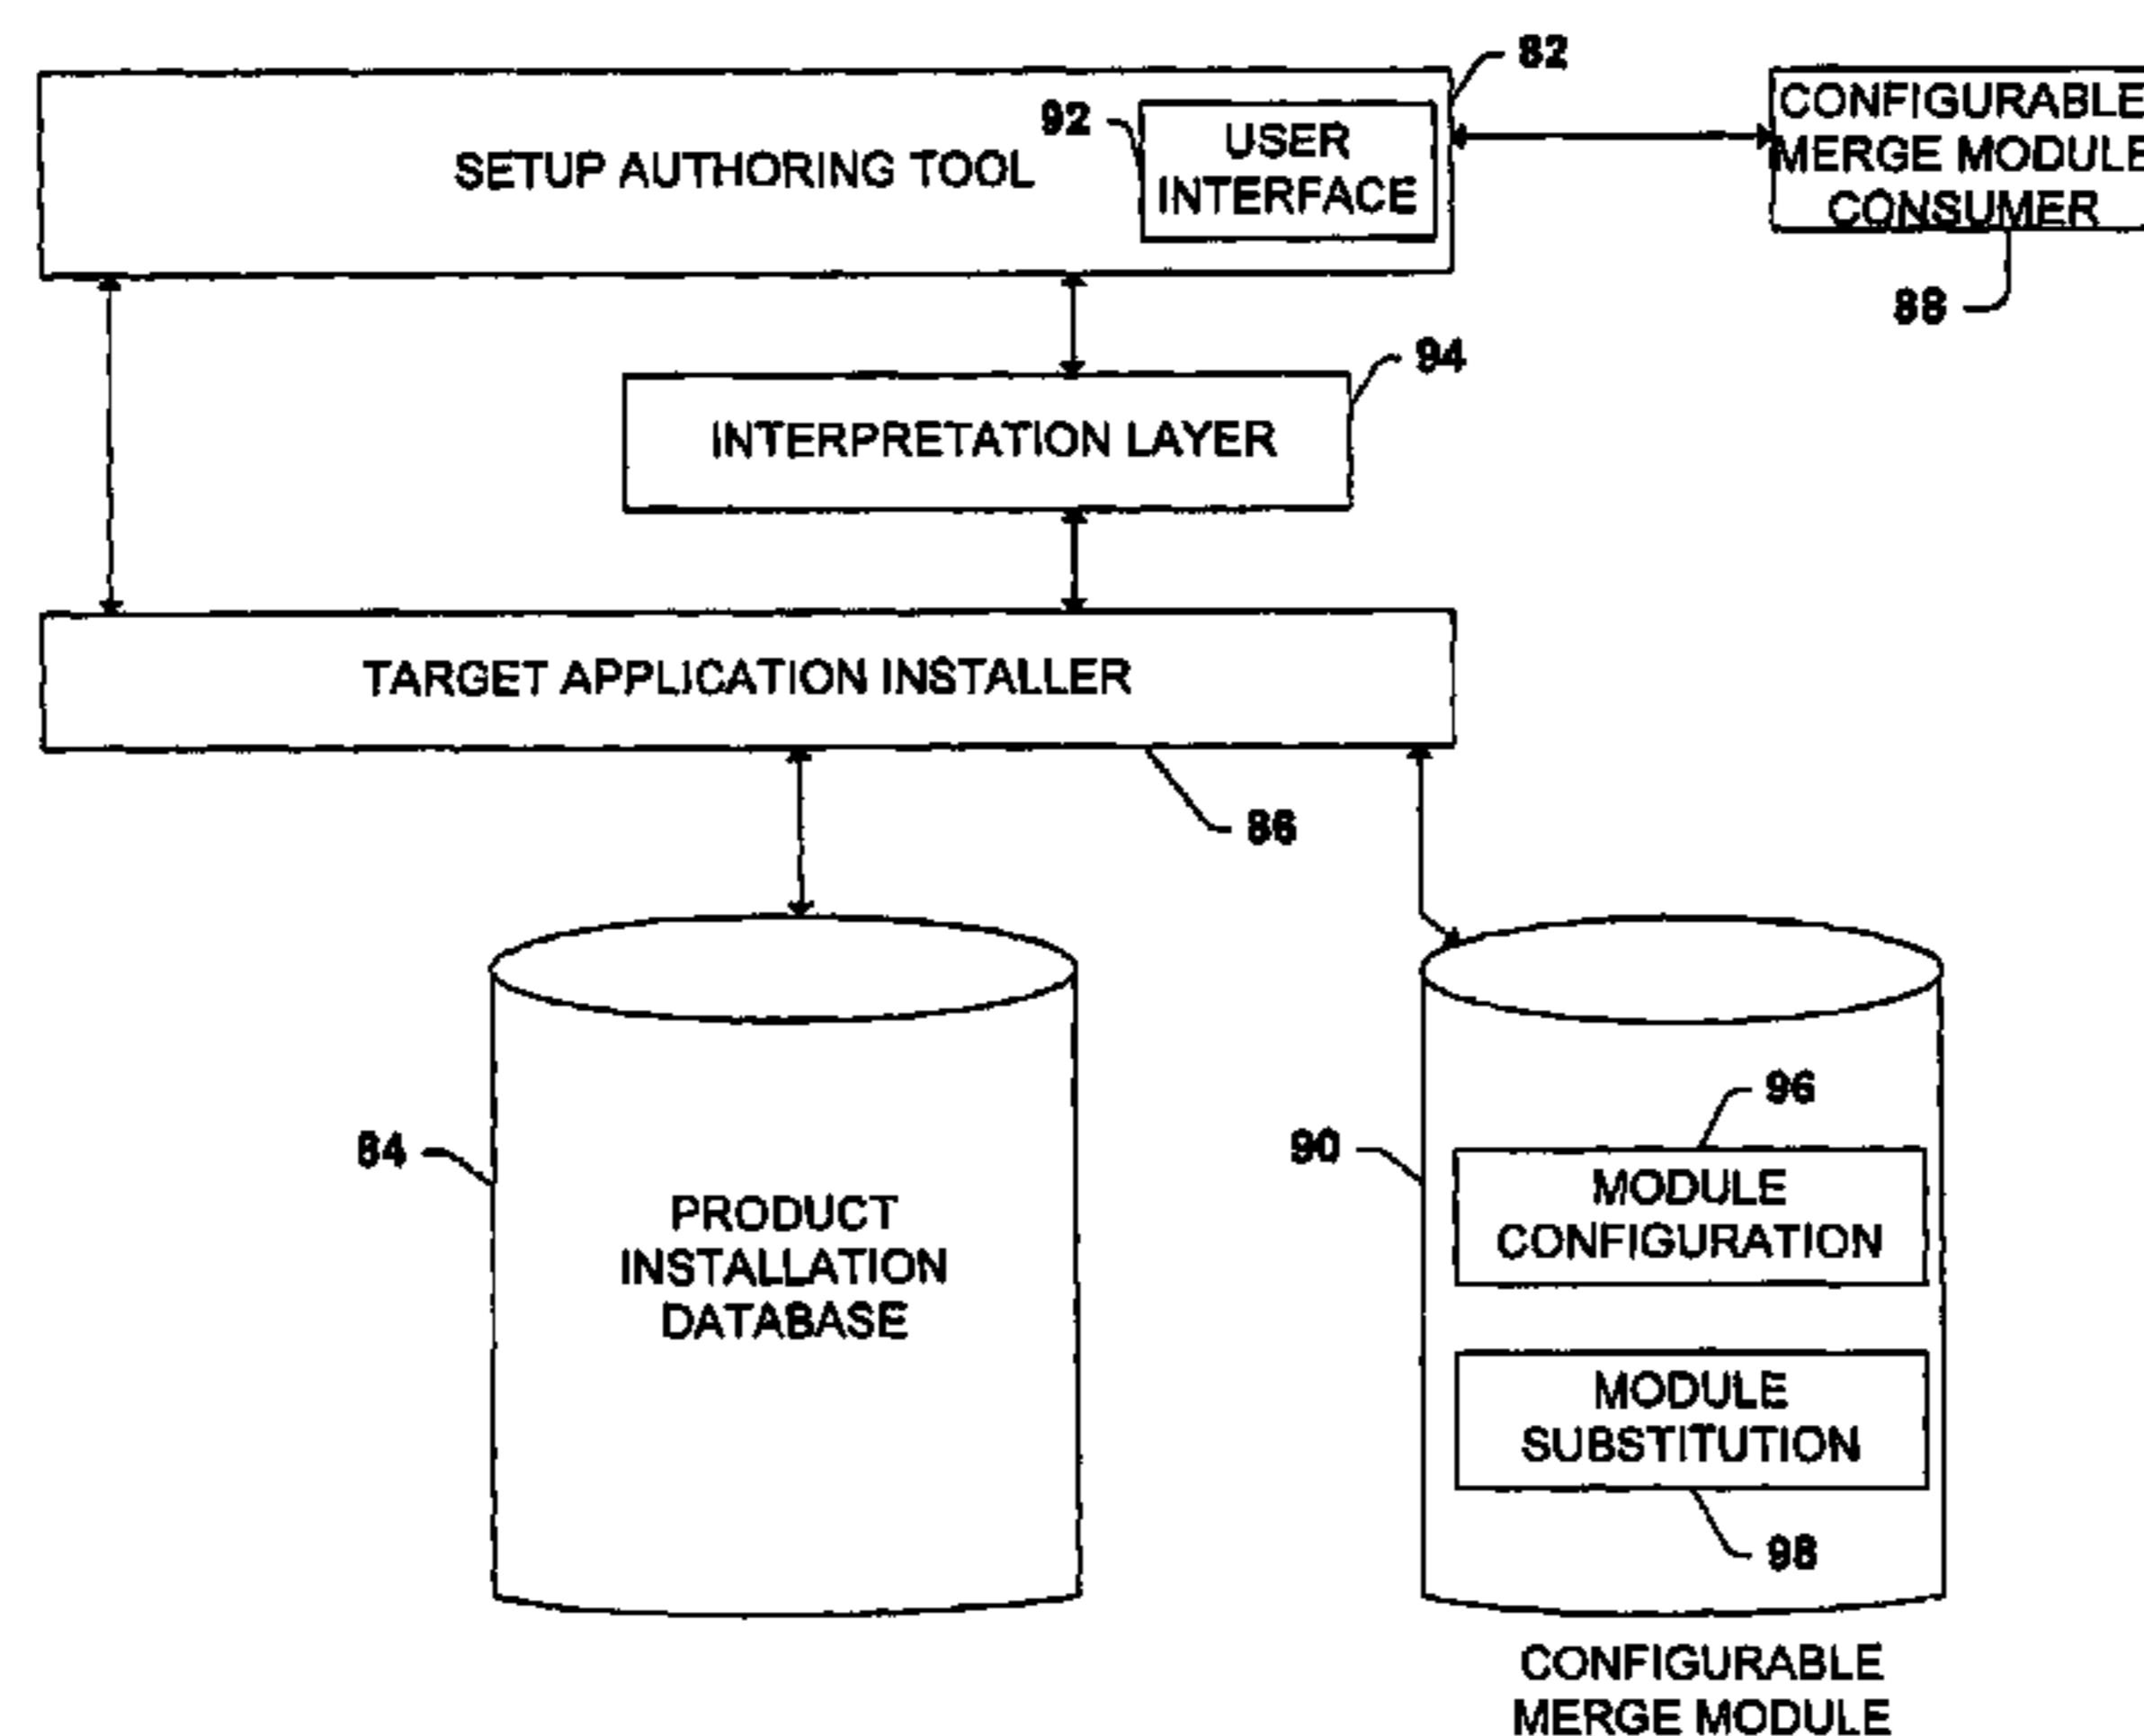 82
92
USER
INTERFACE
SETUP AUTHORING TOOL
CONFIGURABLE
MERGE MODULE
CONSUMER
88
94
INTERPRETATION LAYER
TARGET APPLICATION INSTALLER
86
84
PRODUCT
INSTALLATION
DATABASE
90
96
MODULE
CONFIGURATION
MODULE
SUBSTITUTION
98
CONFIGURABLE
MERGE MODULE